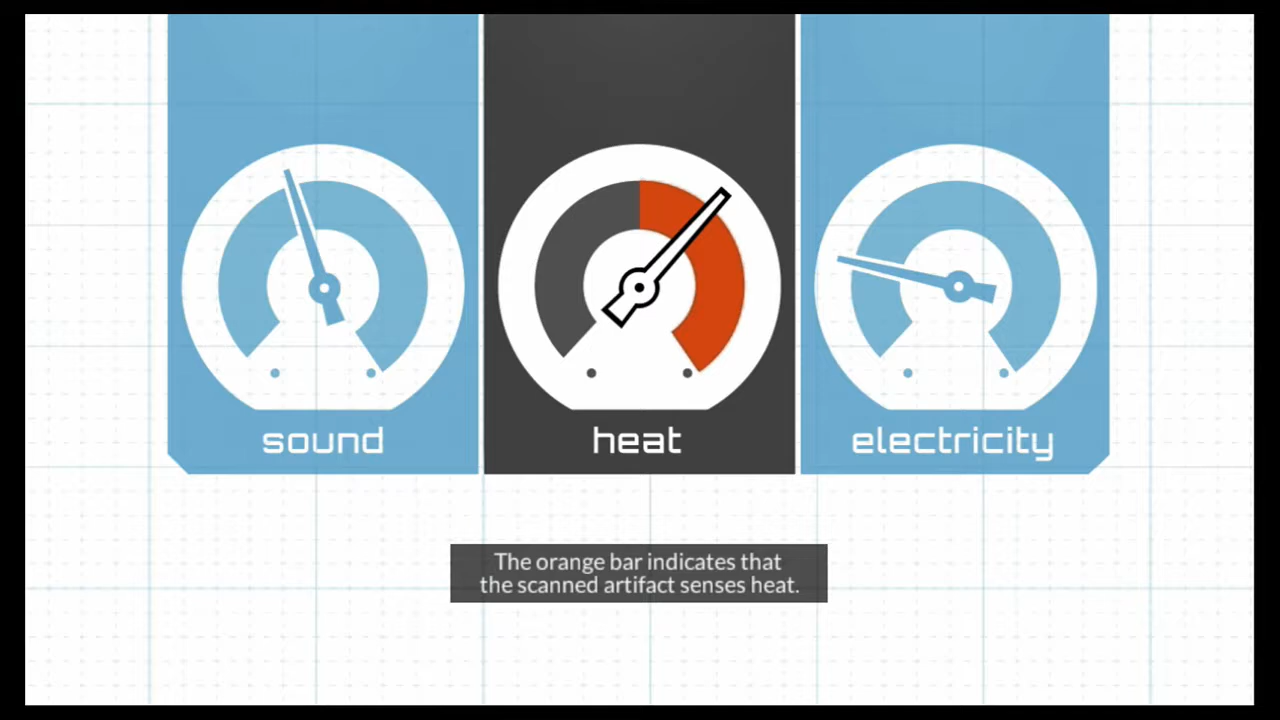 sound
heat
electricity
The orange bar indicates that
the scanned artifact senses heat.